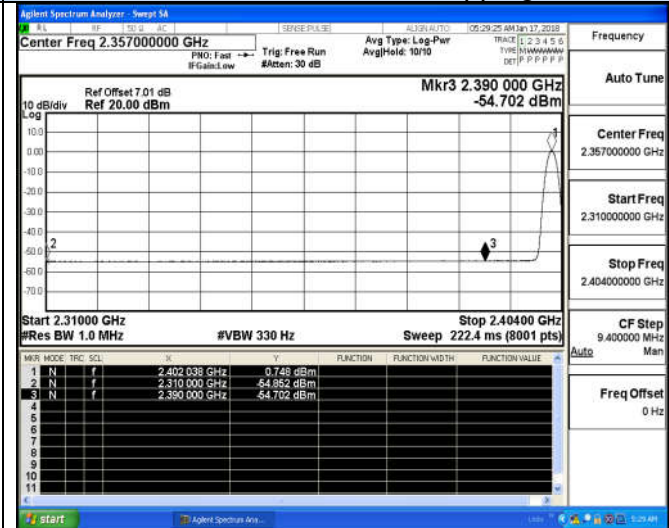 Agilent Spectrum Analyzer - Swept SA
RL RF 50 Ω AC SENSE:PULSE ALIGN AUTO 05:29:25 AM Jan 17, 2018
Center Freq 2.357000000 GHz
PNO: Fast Trig: Free Run
IFGain:Low #Atten: 30 dB
Avg Type: Log-Pwr
Avg|Hold: 10/10
TRACE 1 2 3 4 5 6
TYPE MWWWWW
DET P P P P P P
Ref Offset 7.01 dB
Ref 20.00 dBm
10 dB/div
Log
Mkr3 2.390 000 GHz
-54.702 dBm
10.0
0.00
-10.0
-20.0
-30.0
-40.0
-50.0
-60.0
-70.0
1
2
3
Start 2.31000 GHz Stop 2.40400 GHz
#Res BW 1.0 MHz #VBW 330 Hz Sweep 222.4 ms (8001 pts)
MKR MODE TRC SCL X Y FUNCTION FUNCTION WIDTH FUNCTION VALUE
1 N f 2.402 038 GHz 0.748 dBm
2 N f 2.310 000 GHz -54.852 dBm
3 N f 2.390 000 GHz -54.702 dBm
4
5
6
7
8
9
10
11
Frequency
Auto Tune
Center Freq
2.357000000 GHz
Start Freq
2.310000000 GHz
Stop Freq
2.404000000 GHz
CF Step
9.400000 MHz
Auto Man
Freq Offset
0 Hz
start Agilent Spectrum Ana... 5:29 AM